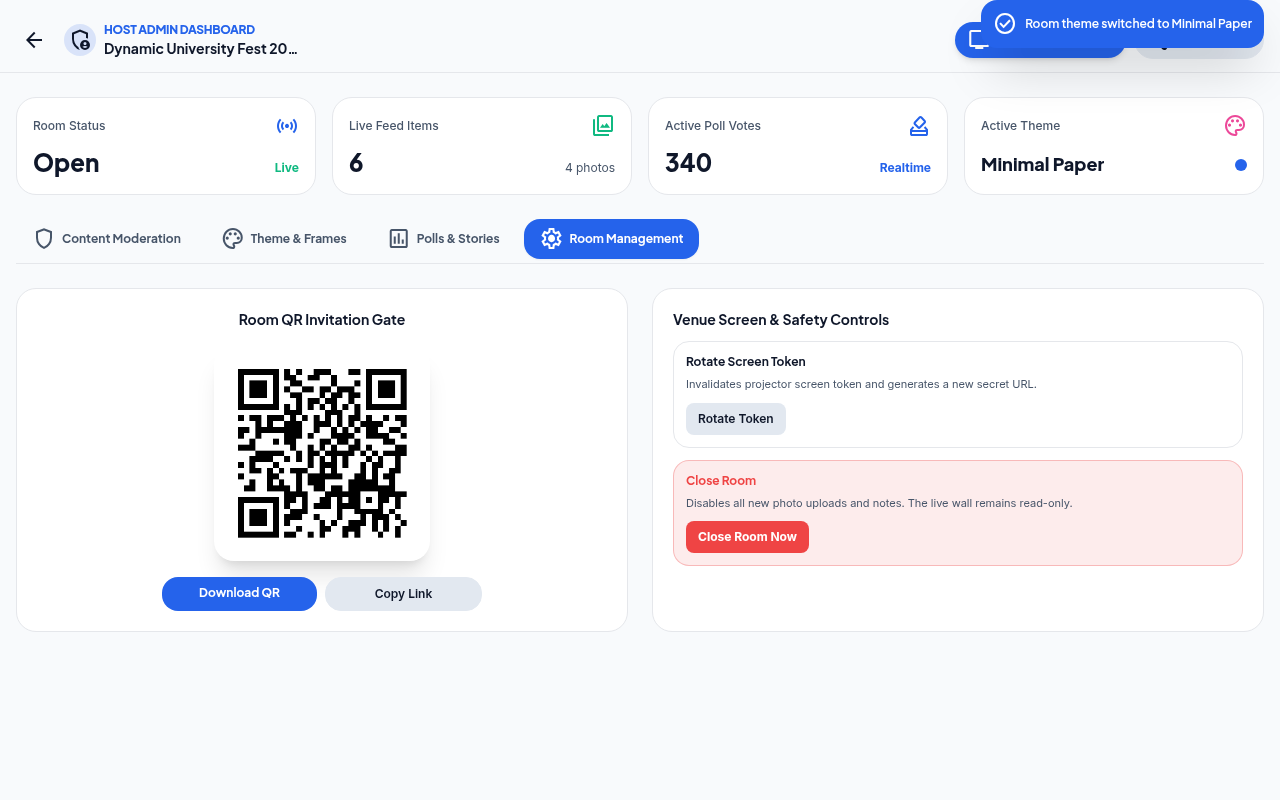 HOST ADMIN DASHBOARD
Dynamic University Fest 20...
Room theme switched to Minimal Paper
Room Status
Open
Live
Live Feed Items
6
4 photos
Active Poll Votes
340
Realtime
Active Theme
Minimal Paper
Content Moderation
Theme & Frames
Polls & Stories
Room Management
Room QR Invitation Gate
Download QR
Copy Link
Venue Screen & Safety Controls
Rotate Screen Token
Invalidates projector screen token and generates a new secret URL.
Rotate Token
Close Room
Disables all new photo uploads and notes. The live wall remains read-only.
Close Room Now